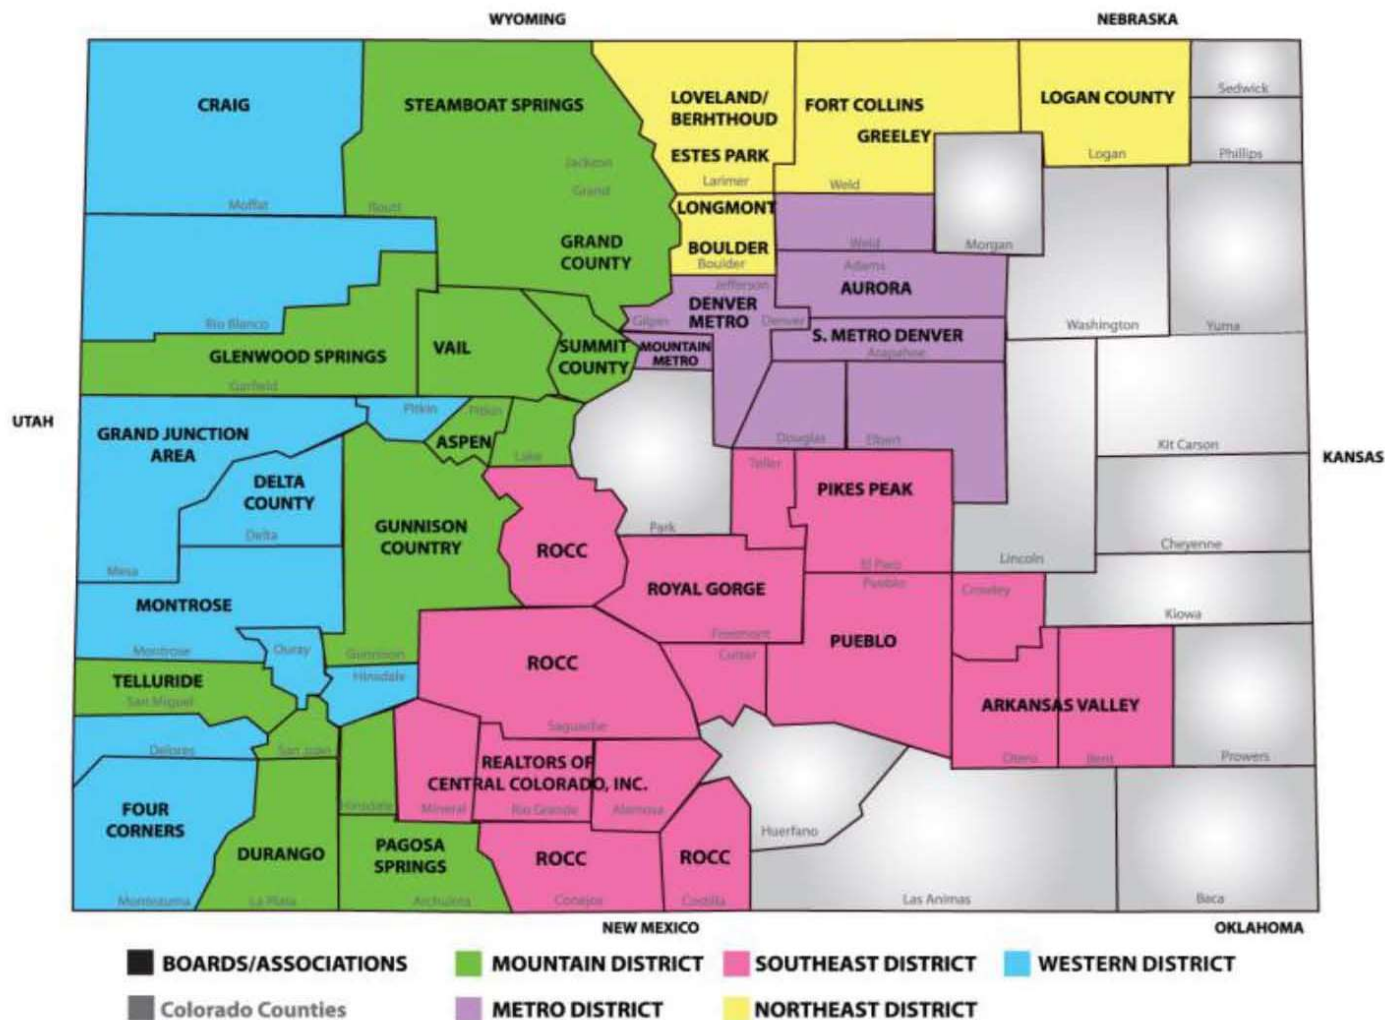 WYOMING
NEBRASKA
CRAIG
STEAMBOAT SPRINGS
LOVELAND/
BERHTHOUD
FORT COLLINS
LOGAN COUNTY
Sedwick
GREELEY
ESTES PARK
Jackson
Logan
Phillips
Larimer
Weld
Grand
Moffat
Routt
LONGMONT
GRAND
COUNTY
BOULDER
Boulder
Weld
Morgan
Adams
Jefferson
AURORA
DENVER
METRO
Rio Blanco
Gilpin
Denver
Washington
Yuma
GLENWOOD SPRINGS
VAIL
SUMMIT
COUNTY
MOUNTAIN
METRO
S. METRO DENVER
Arapahoe
Garfield
UTAH
Pitkin
Pitkin
GRAND JUNCTION
AREA
ASPEN
Lake
Douglas
Elbert
Kit Carson
KANSAS
Teller
DELTA
COUNTY
Delta
PIKES PEAK
GUNNISON
COUNTRY
Park
ROCC
Cheyenne
Lincoln
Mesa
El Paso
Pueblo
ROYAL GORGE
Crowley
MONTROSE
Kiowa
Fremont
PUEBLO
Montrose
Ouray
Gunnison
Custer
ROCC
Hinsdale
TELLURIDE
San Miguel
ARKANSAS VALLEY
Saguache
Delores
San Juan
REALTORS OF
CENTRAL COLORADO, INC.
Otero
Bent
Prowers
FOUR
CORNERS
Hinsdale
Mineral
Rio Grande
Alamosa
Huerfano
DURANGO
PAGOSA
SPRINGS
ROCC
ROCC
Montezuma
La Plata
Archuleta
Conejos
Costilla
Las Animas
Baca
NEW MEXICO
OKLAHOMA
BOARDS/ASSOCIATIONS
MOUNTAIN DISTRICT
SOUTHEAST DISTRICT
WESTERN DISTRICT
Colorado Counties
METRO DISTRICT
NORTHEAST DISTRICT